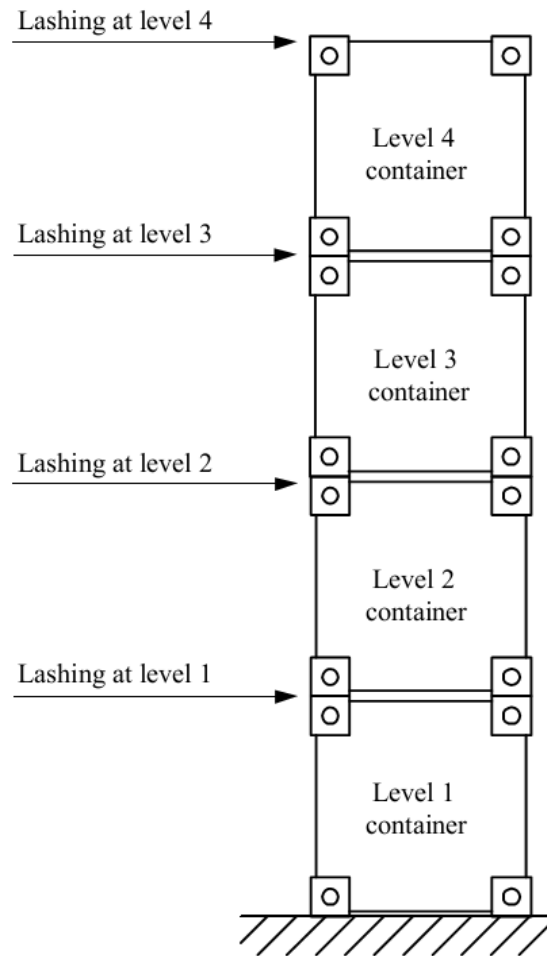 Lashing at level 4
Level 4
container
Lashing at level 3
Level 3
container
Lashing at level 2
Level 2
container
Lashing at level 1
Level 1
container